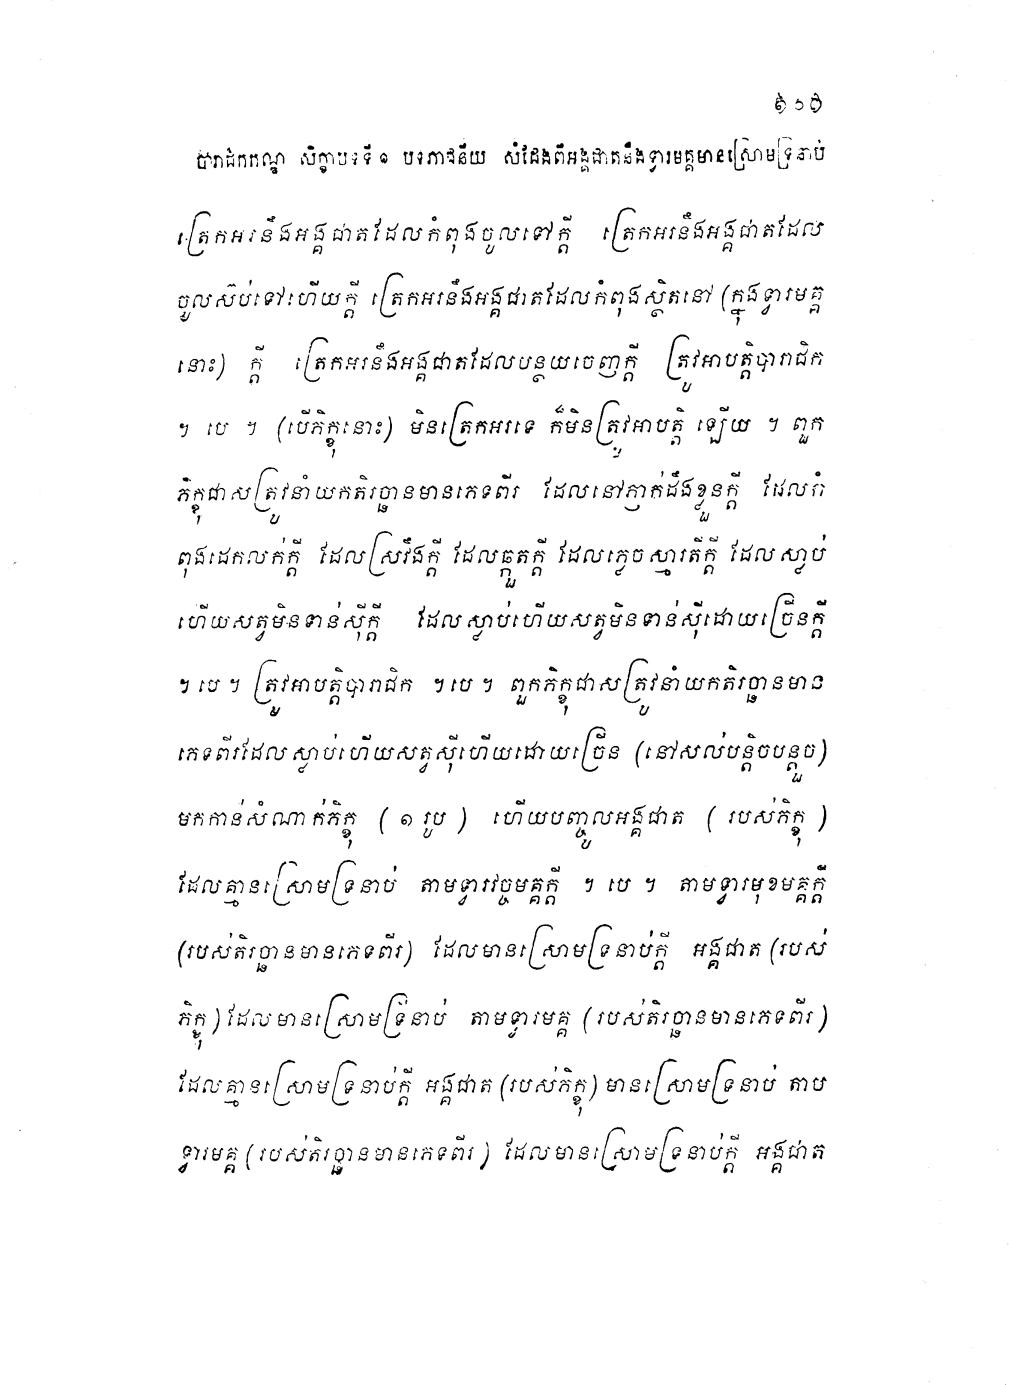 បារាជិកកណ្ឌ សិក្ខាបទទី ១ បទភាជនីយ សំដែងពីអង្គជាតនឹងទ្វារមគ្គមានស្រោមទ្រនាប់
ត្រេកអរនឹងអង្គជាតដែលកំពុងចូលទៅក្តី ត្រេកអរនឹងអង្គជាតដែល
ចូលស៊ប់ទៅហើយក្តី ត្រេកអរនឹងអង្គជាតដែលកំពុងស្ថិតនៅ (ក្នុងទ្វារមគ្គ
នោះ) ក្តី ត្រេកអរនឹងអង្គជាតដែលបន្ថយចេញក្តី ត្រូវអាបត្តិបារាជិក
។ បេ ។ (បើភិក្ខុនោះ) មិនត្រេកអរទេ ក៏មិនត្រូវអាបត្តិ ឡើយ ។ ពួក
ភិក្ខុជាសត្រូវនាំយកតិរច្ឆានមានភេទពីរ ដែលនៅភ្ញាក់ដឹងខ្លួនក្តី ដែលកំ
ពុងដេកលក់ក្តី ដែលស្រវឹងក្តី ដែលឆ្កួតក្តី ដែលភ្លេចស្មារតីក្តី ដែលស្លាប់
ហើយសត្វមិនទាន់ស៊ីក្តី ដែលស្លាប់ហើយសត្វមិនទាន់ស៊ីដោយច្រើនក្តី
។ បេ ។ ត្រូវអាបត្តិបារាជិក ។ បេ ។ ពួកភិក្ខុជាសត្រូវនាំយកតិរច្ឆានមាន
ភេទពីរដែលស្លាប់ហើយសត្វស៊ីហើយដោយច្រើន (នៅសល់បន្តិចបន្តួច)
មកកាន់សំណាក់ភិក្ខុ ( ១ រូប ) ហើយបញ្ចូលអង្គជាត ( របស់ភិក្ខុ )
ដែលគ្មានស្រោមទ្រនាប់ តាមទ្វារវច្ចមគ្គក្តី ។ បេ ។ តាមទ្វារមុខមគ្គក្តី
(របស់តិរច្ឆានមានភេទពីរ) ដែលមានស្រោមទ្រនាប់ក្តី អង្គជាត (របស់
ភិក្ខុ) ដែលមានស្រោមទ្រនាប់ តាមទ្វារមគ្គ (របស់តិរច្ឆានមានភេទពីរ)
ដែលគ្មានស្រោមទ្រនាប់ក្តី អង្គជាត (របស់ភិក្ខុ) មានស្រោមទ្រនាប់ តាម
ទ្វារមគ្គ (របស់តិរច្ឆានមានភេទពីរ) ដែលមានស្រោមទ្រនាប់ក្តី អង្គជាត